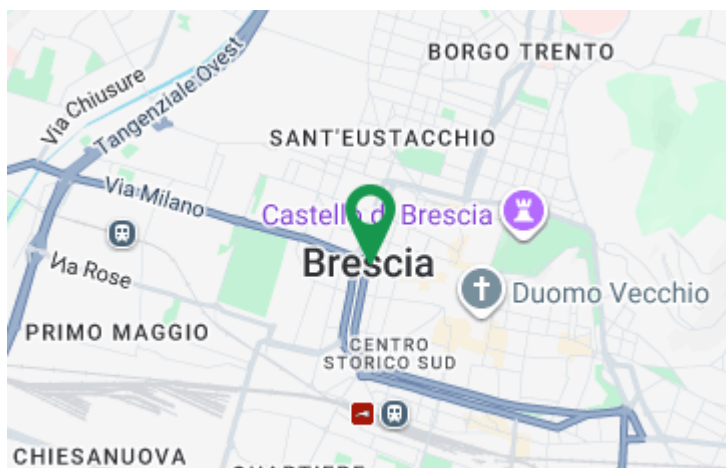 BORGO TRENTO
Via Chiusure
Tangenziale Ovest
SANT'EUSTACCHIO
Via Milano
Castello di Brescia
Brescia
Via Rose
Duomo Vecchio
PRIMO MAGGIO
CENTRO
STORICO SUD
CHIESANUOVA
QUARTIERE